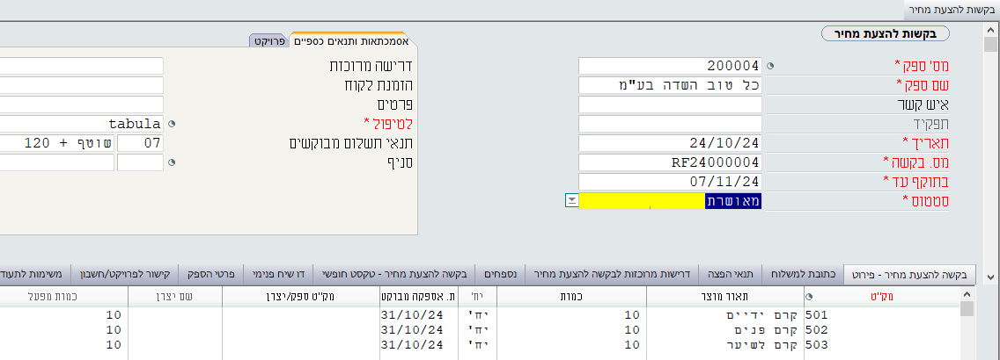 בקשות להצעת מחיר
בקשות להצעת מחיר
מס' ספק * 200004
שם ספק * כל טוב השדה בע"מ
איש קשר
תפקיד
תאריך * 24/10/24
מס. בקשה * RF24000004
בתוקף עד * 07/11/24
סטטוס * מאושרת
אסמכתאות ותנאים כספיים פרויקט
דרישה מרוכזת
הזמנת לקוח
פרטים
לטיפול * tabula
תנאי תשלום מבוקשים 07 שוטף + 120
סניף
בקשה להצעת מחיר - פירוט כתובת למשלוח תנאי הפצה דרישות מרוכזות לבקשה להצעת מחיר נספחים בקשה להצעת מחיר - טקסט חופשי דו שיח פנימי פרטי הספק קישור לפרויקט/חשבון משימות לתעוד
מק"ט תאור מוצר כמות יח' ת. אספקה מבוקט מק"ט ספק/יצרן שם יצרן כמות מפעל
501 קרם ידיים 10 יח' 31/10/24 10
502 קרם פנים 10 יח' 31/10/24 10
503 קרם לשיער 10 יח' 31/10/24 10